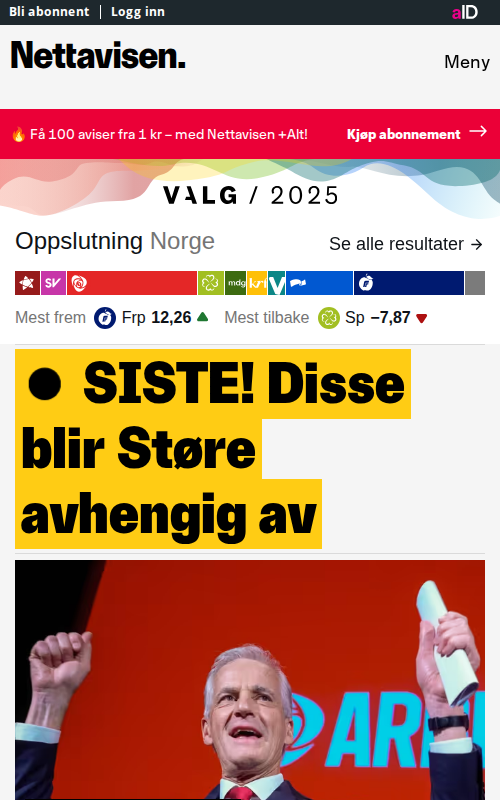 Bli abonnent | Logg inn
aID
Nettavisen.
Meny
🔥 Få 100 aviser fra 1 kr – med Nettavisen +Alt!
Kjøp abonnement →
VALG / 2025
Oppslutning Norge
Se alle resultater →
SV
mdg
krf
V
Mest frem Frp 12,26 Mest tilbake Sp −7,87
SISTE! Disse
blir Støre
avhengig av